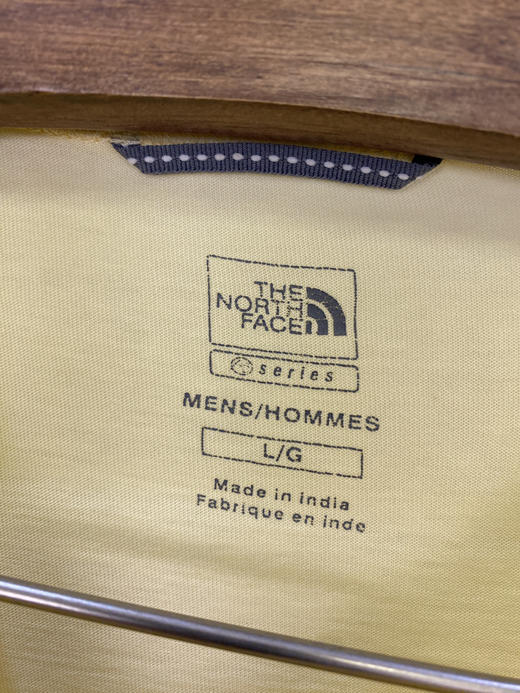 THE
NORTH
FACE
series
MENS/HOMMES
L/G
Made in india
Fabrique en inde